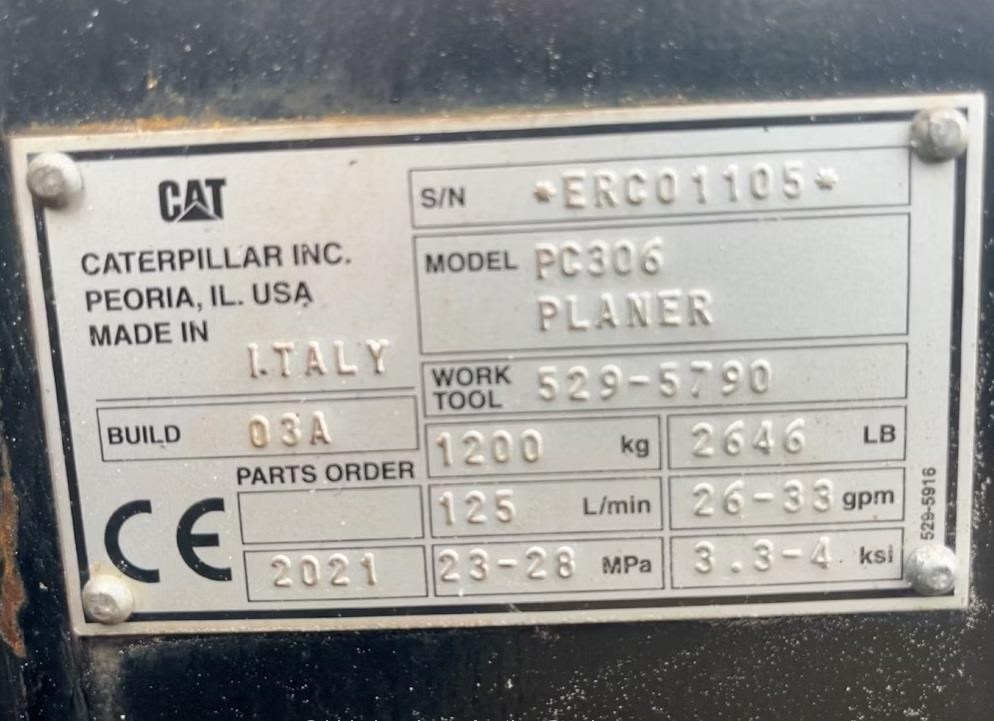 CAT
CATERPILLAR INC.
PEORIA, IL. USA
MADE IN
ITALY
BUILD 03A
PARTS ORDER
2021
CE
S/N *ERC01105*
MODEL PC306
PLANER
WORK TOOL 529-5790
1200 kg 2646 LB
125 L/min 26-33 gpm
23-28 MPa 3.3-4 ksi
529-5916